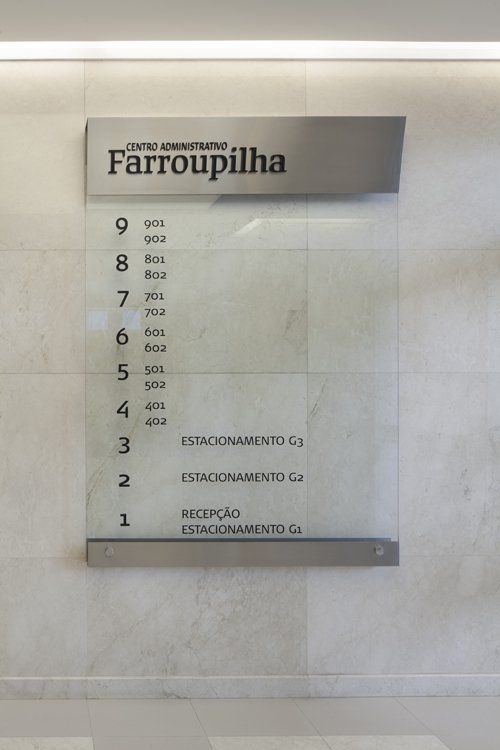 CENTRO ADMINISTRATIVO
Farroupilha
9 901
902
8 801
802
7 701
702
6 601
602
5 501
502
4 401
402
3 ESTACIONAMENTO G3
2 ESTACIONAMENTO G2
1 RECEPÇÃO
ESTACIONAMENTO G1